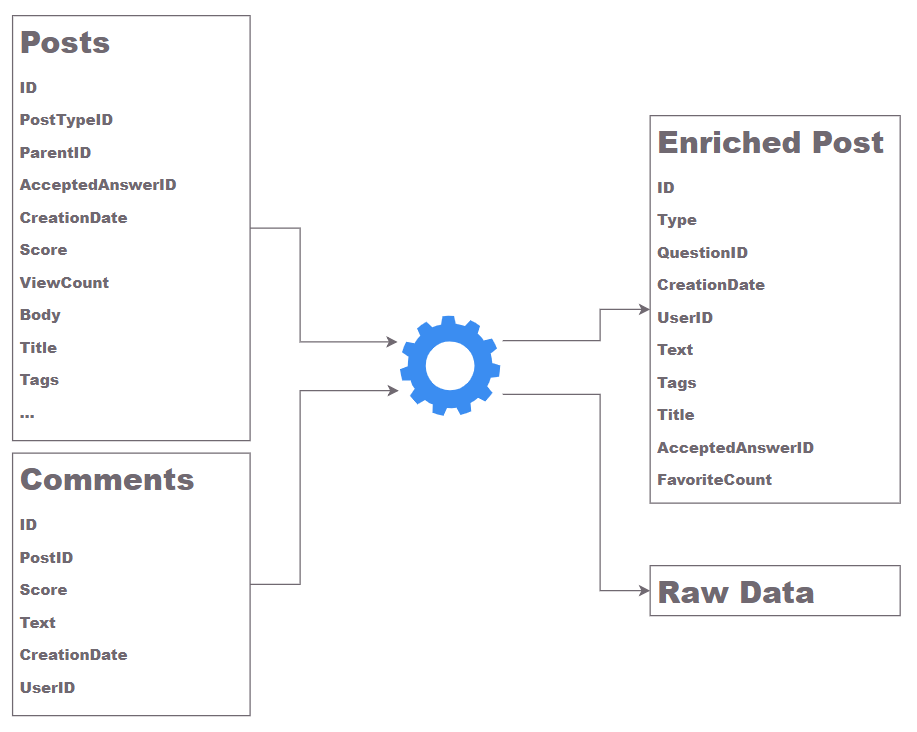 Posts
ID
PostTypeID
ParentID
AcceptedAnswerID
CreationDate
Score
ViewCount
Body
Title
Tags
...
Comments
ID
PostID
Score
Text
CreationDate
UserID
Enriched Post
ID
Type
QuestionID
CreationDate
UserID
Text
Tags
Title
AcceptedAnswerID
FavoriteCount
Raw Data